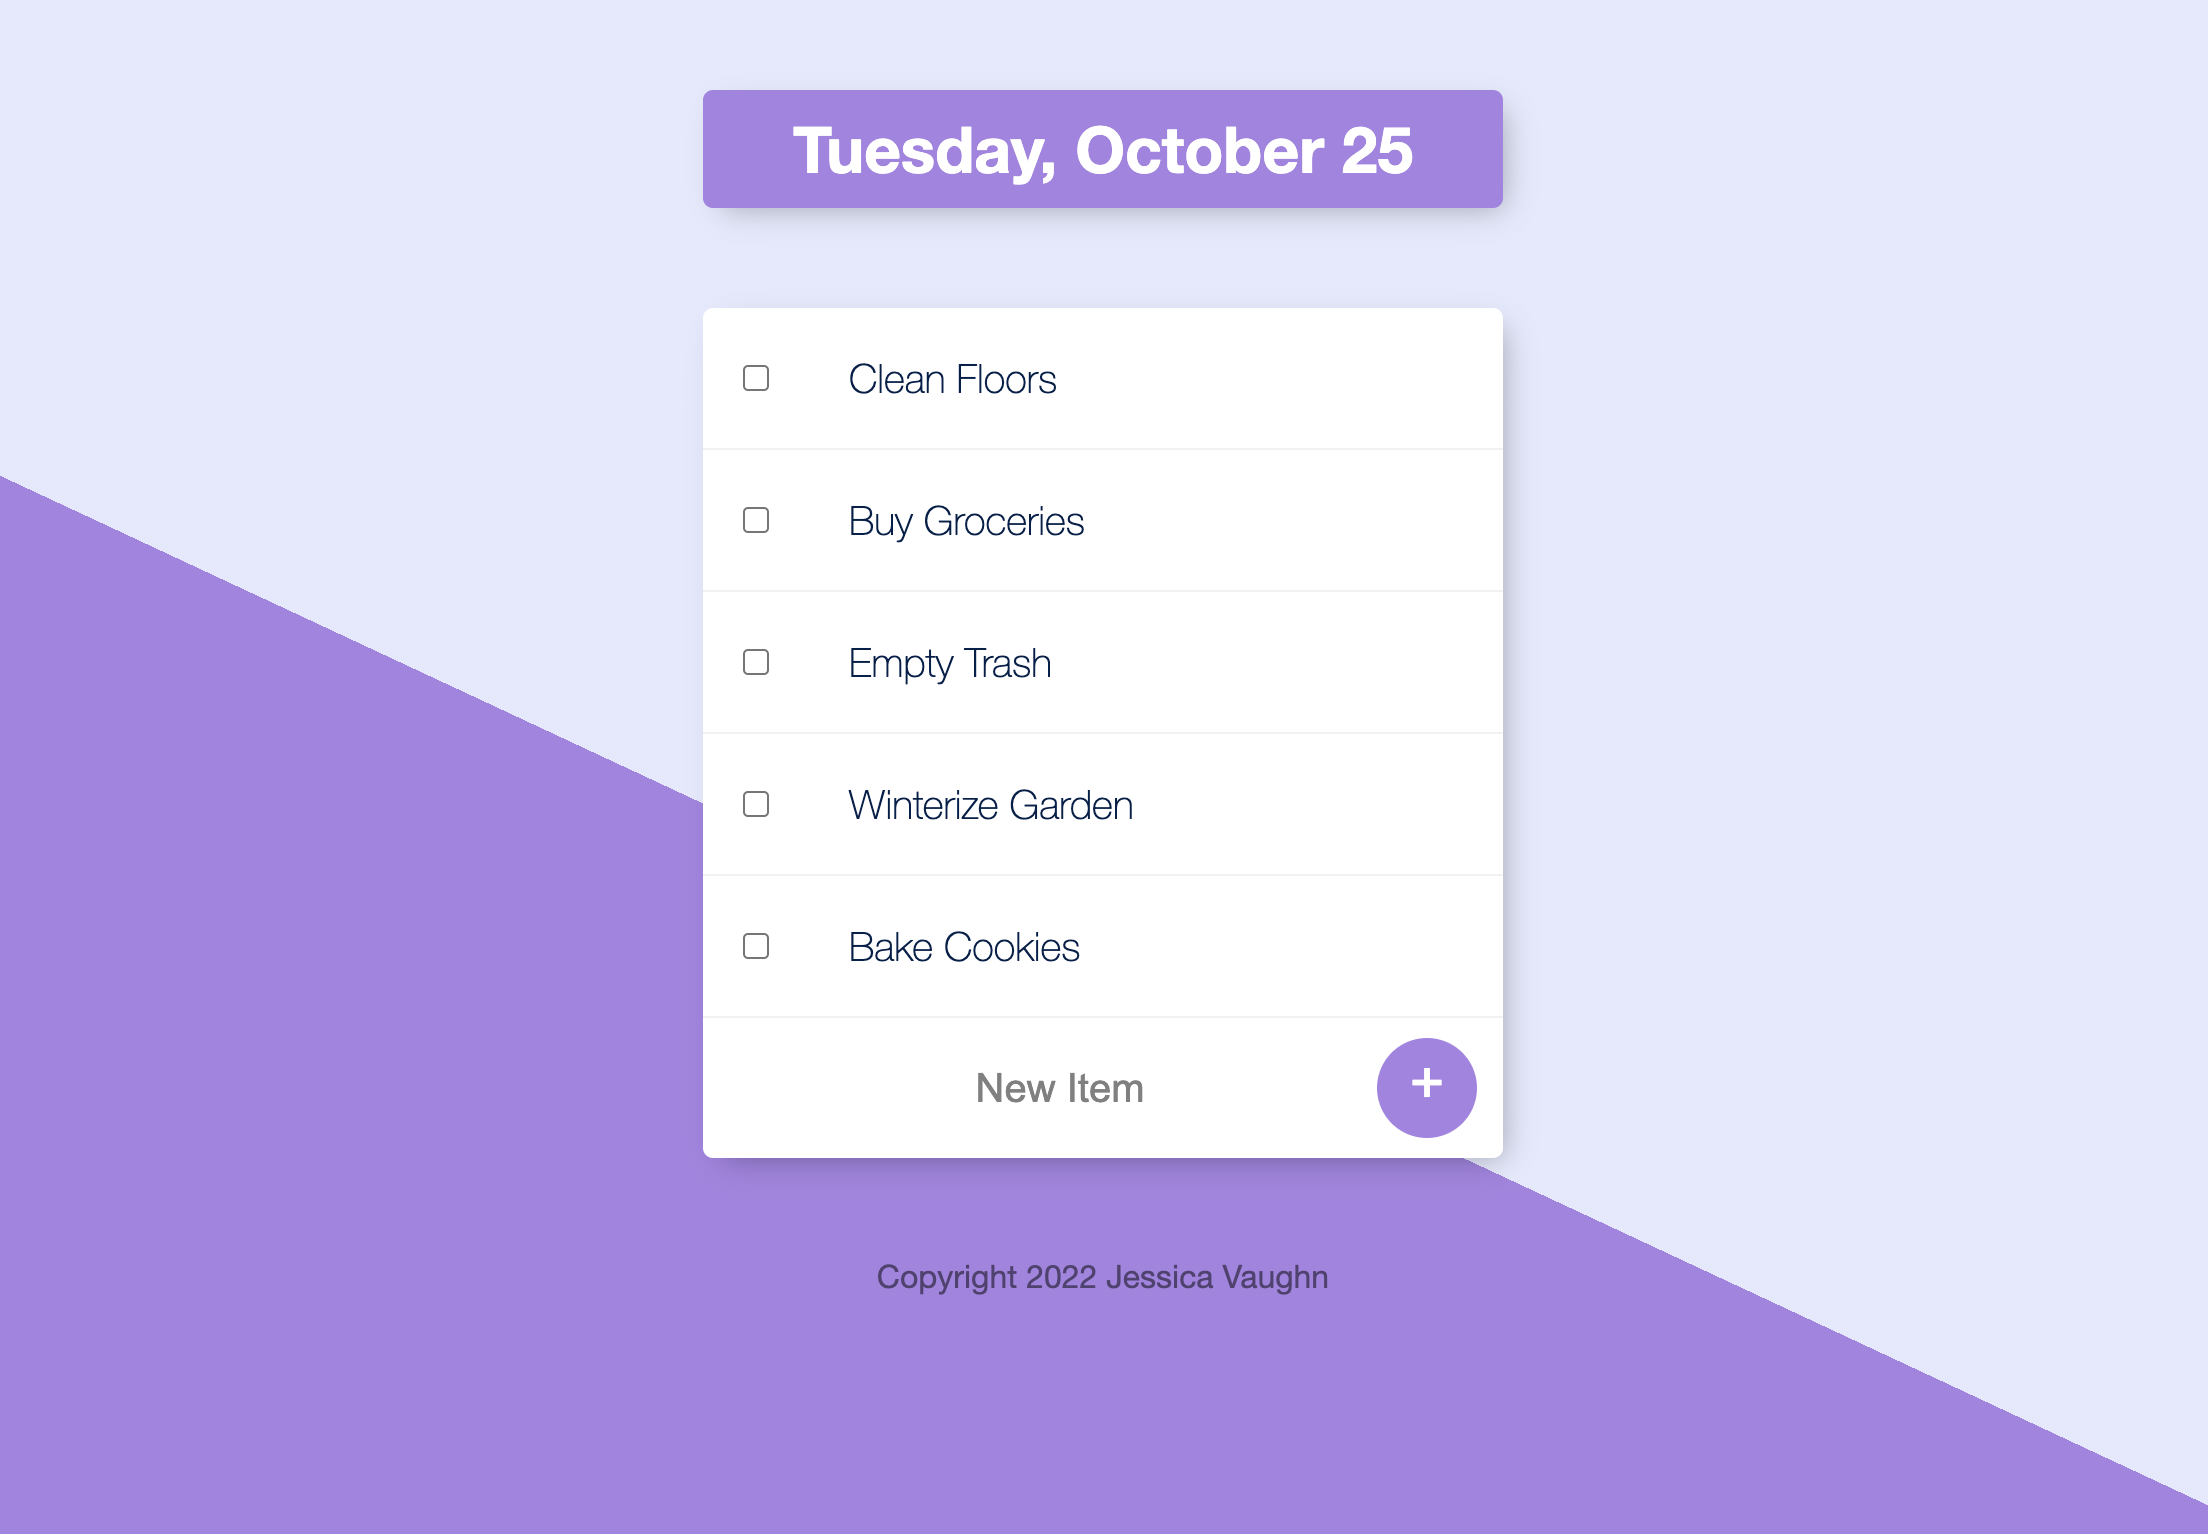 Tuesday, October 25
Clean Floors
Buy Groceries
Empty Trash
Winterize Garden
Bake Cookies
New Item
+
Copyright 2022 Jessica Vaughn